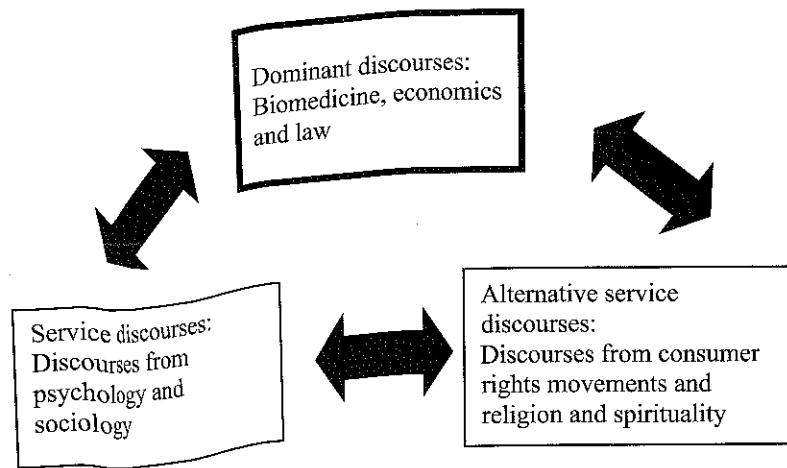 Dominant discourses:
Biomedicine, economics
and law
Service discourses:
Discourses from
psychology and
sociology
Alternative service
discourses:
Discourses from consumer
rights movements and
religion and spirituality